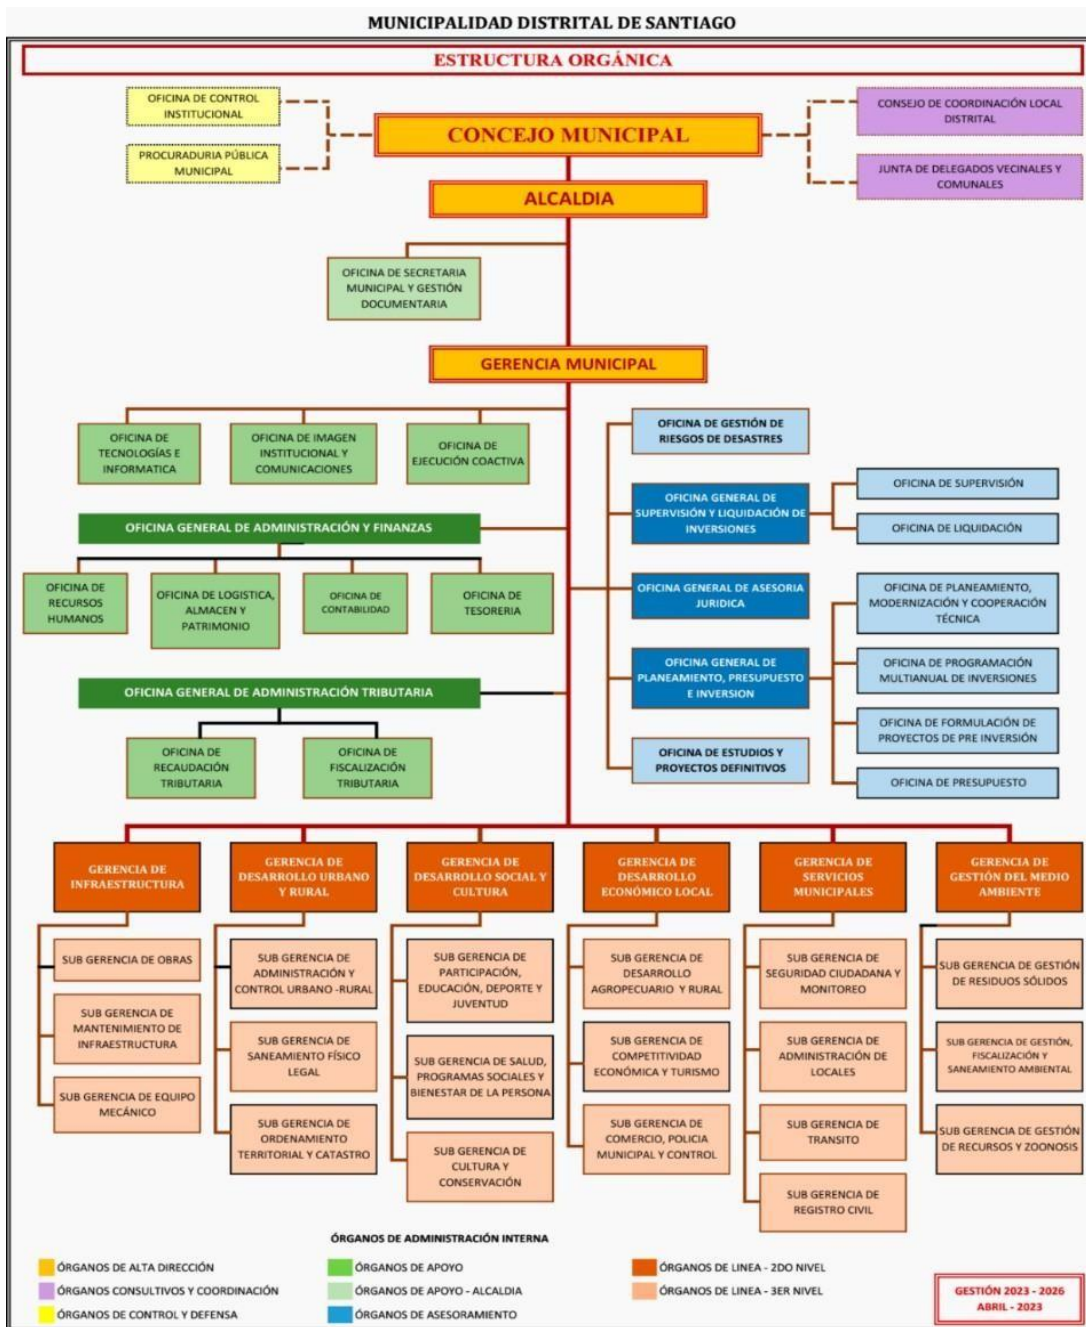 MUNICIPALIDAD DISTRITAL DE SANTIAGO
ESTRUCTURA ORGÁNICA
OFICINA DE CONTROL
INSTITUCIONAL
PROCURADURIA PÚBLICA
MUNICIPAL
CONCEJO MUNICIPAL
CONSEJO DE COORDINACIÓN LOCAL
DISTRITAL
JUNTA DE DELEGADOS VECINALES Y
COMUNALES
ALCALDIA
OFICINA DE SECRETARIA
MUNICIPAL Y GESTIÓN
DOCUMENTARIA
GERENCIA MUNICIPAL
OFICINA DE
TECNOLOGÍAS E
INFORMATICA
OFICINA DE IMAGEN
INSTITUCIONAL Y
COMUNICACIONES
OFICINA DE
EJECUCIÓN COACTIVA
OFICINA GENERAL DE ADMINISTRACIÓN Y FINANZAS
OFICINA DE
RECURSOS
HUMANOS
OFICINA DE LOGISTICA,
ALMACEN Y
PATRIMONIO
OFICINA DE
CONTABILIDAD
OFICINA DE
TESORERIA
OFICINA GENERAL DE ADMINISTRACIÓN TRIBUTARIA
OFICINA DE
RECAUDACIÓN
TRIBUTARIA
OFICINA DE
FISCALIZACIÓN
TRIBUTARIA
OFICINA DE GESTIÓN DE
RIESGOS DE DESASTRES
OFICINA GENERAL DE
SUPERVISIÓN Y LIQUIDACIÓN DE
INVERSIONES
OFICINA DE SUPERVISIÓN
OFICINA DE LIQUIDACIÓN
OFICINA GENERAL DE ASESORIA
JURIDICA
OFICINA GENERAL DE
PLANEAMIENTO, PRESUPUESTO
E INVERSION
OFICINA DE PLANEAMIENTO,
MODERNIZACIÓN Y COOPERACIÓN
TÉCNICA
OFICINA DE PROGRAMACIÓN
MULTIANUAL DE INVERSIONES
OFICINA DE FORMULACIÓN DE
PROYECTOS DE PRE INVERSIÓN
OFICINA DE PRESUPUESTO
OFICINA DE ESTUDIOS Y
PROYECTOS DEFINITIVOS
GERENCIA DE
INFRAESTRUCTURA
SUB GERENCIA DE OBRAS
SUB GERENCIA DE
MANTENIMIENTO DE
INFRAESTRUCTURA
SUB GERENCIA DE EQUIPO
MECÁNICO
GERENCIA DE
DESARROLLO URBANO
Y RURAL
SUB GERENCIA DE
ADMINISTRACIÓN Y
CONTROL URBANO -RURAL
SUB GERENCIA DE
SANEAMIENTO FÍSICO
LEGAL
SUB GERENCIA DE
ORDENAMIENTO
TERRITORIAL Y CATASTRO
GERENCIA DE
DESARROLLO SOCIAL Y
CULTURA
SUB GERENCIA DE
PARTICIPACIÓN,
EDUCACIÓN, DEPORTE Y
JUVENTUD
SUB GERENCIA DE SALUD,
PROGRAMAS SOCIALES Y
BIENESTAR DE LA PERSONA
SUB GERENCIA DE
CULTURA Y
CONSERVACIÓN
GERENCIA DE
DESARROLLO
ECONÓMICO LOCAL
SUB GERENCIA DE
DESARROLLO
AGROPECUARIO Y RURAL
SUB GERENCIA DE
COMPETITIVIDAD
ECONÓMICA Y TURISMO
SUB GERENCIA DE
COMERCIO, POLICIA
MUNICIPAL Y CONTROL
GERENCIA DE
SERVICIOS
MUNICIPALES
SUB GERENCIA DE
SEGURIDAD CIUDADANA Y
MONITOREO
SUB GERENCIA DE
ADMINISTRACIÓN DE
LOCALES
SUB GERENCIA DE
TRANSITO
SUB GERENCIA DE
REGISTRO CIVIL
GERENCIA DE
GESTIÓN DEL MEDIO
AMBIENTE
SUB GERENCIA DE GESTIÓN
DE RESIDUOS SÓLIDOS
SUB GERENCIA DE GESTIÓN,
FISCALIZACIÓN Y
SANEAMIENTO AMBIENTAL
SUB GERENCIA DE GESTIÓN
DE RECURSOS Y ZOONOSIS
ÓRGANOS DE ADMINISTRACIÓN INTERNA
ÓRGANOS DE ALTA DIRECCIÓN
ÓRGANOS CONSULTIVOS Y COORDINACIÓN
ÓRGANOS DE CONTROL Y DEFENSA
ÓRGANOS DE APOYO
ÓRGANOS DE APOYO - ALCALDIA
ÓRGANOS DE ASESORAMIENTO
ÓRGANOS DE LINEA - 2DO NIVEL
ÓRGANOS DE LINEA - 3ER NIVEL
GESTIÓN 2023 - 2026
ABRIL - 2023